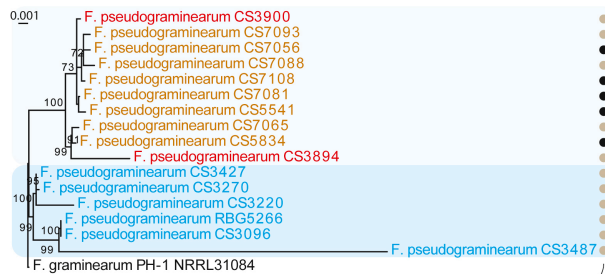 F. pseudograminearum CS3900
0.001
F. pseudograminearum CS7093
72
F. pseudograminearum CS7056
F. pseudograminearum CS7088
73
F. pseudograminearum CS7108
F. pseudograminearum CS7081
100
F. pseudograminearum CS5541
F. pseudograminearum CS7065
91
F. pseudograminearum CS5834
99
F. pseudograminearum CS3894
F. pseudograminearum CS3427
95
F. pseudograminearum CS3270
100
F. pseudograminearum CS3220
F. pseudograminearum RBG5266
99
100
F. pseudograminearum CS3096
99
F. pseudograminearum CS3487
F. graminearum PH-1 NRRL31084